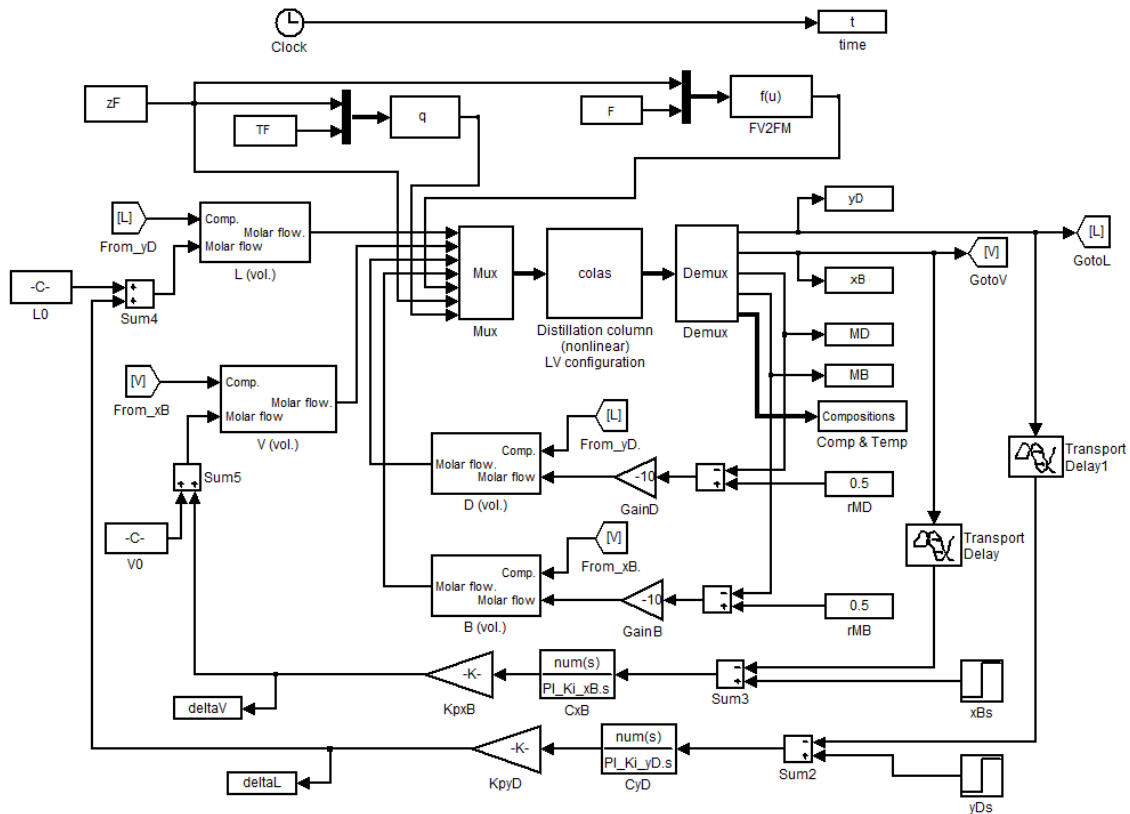 Clock
t
time
zF
TF
q
F
f(u)
FV2FM
[L]
From_yD
Comp.
Molar flow.
Molar flow
L (vol.)
-C-
L0
+
+
Sum4
Mux
Mux
colas
Distillation column
(nonlinear)
LV configuration
Demux
Demux
yD
[L]
GotoL
[V]
GotoV
xB
MD
MB
Compositions
Comp & Temp
[V]
From_xB
Comp.
Molar flow.
Molar flow
V (vol.)
+
+
Sum5
-C-
V0
[L]
From_yD.
Comp.
Molar flow.
Molar flow
D (vol.)
-10
GainD
−
+
0.5
rMD
[V]
From_xB.
Comp.
Molar flow.
Molar flow
B (vol.)
-10
GainB
−
+
0.5
rMB
Transport
Delay1
Transport
Delay
deltaV
-K-
KpxB
num(s)
PI_Ki_xB.s
CxB
−
+
Sum3
xBs
deltaL
-K-
KpyD
num(s)
PI_Ki_yD.s
CyD
−
+
Sum2
yDs